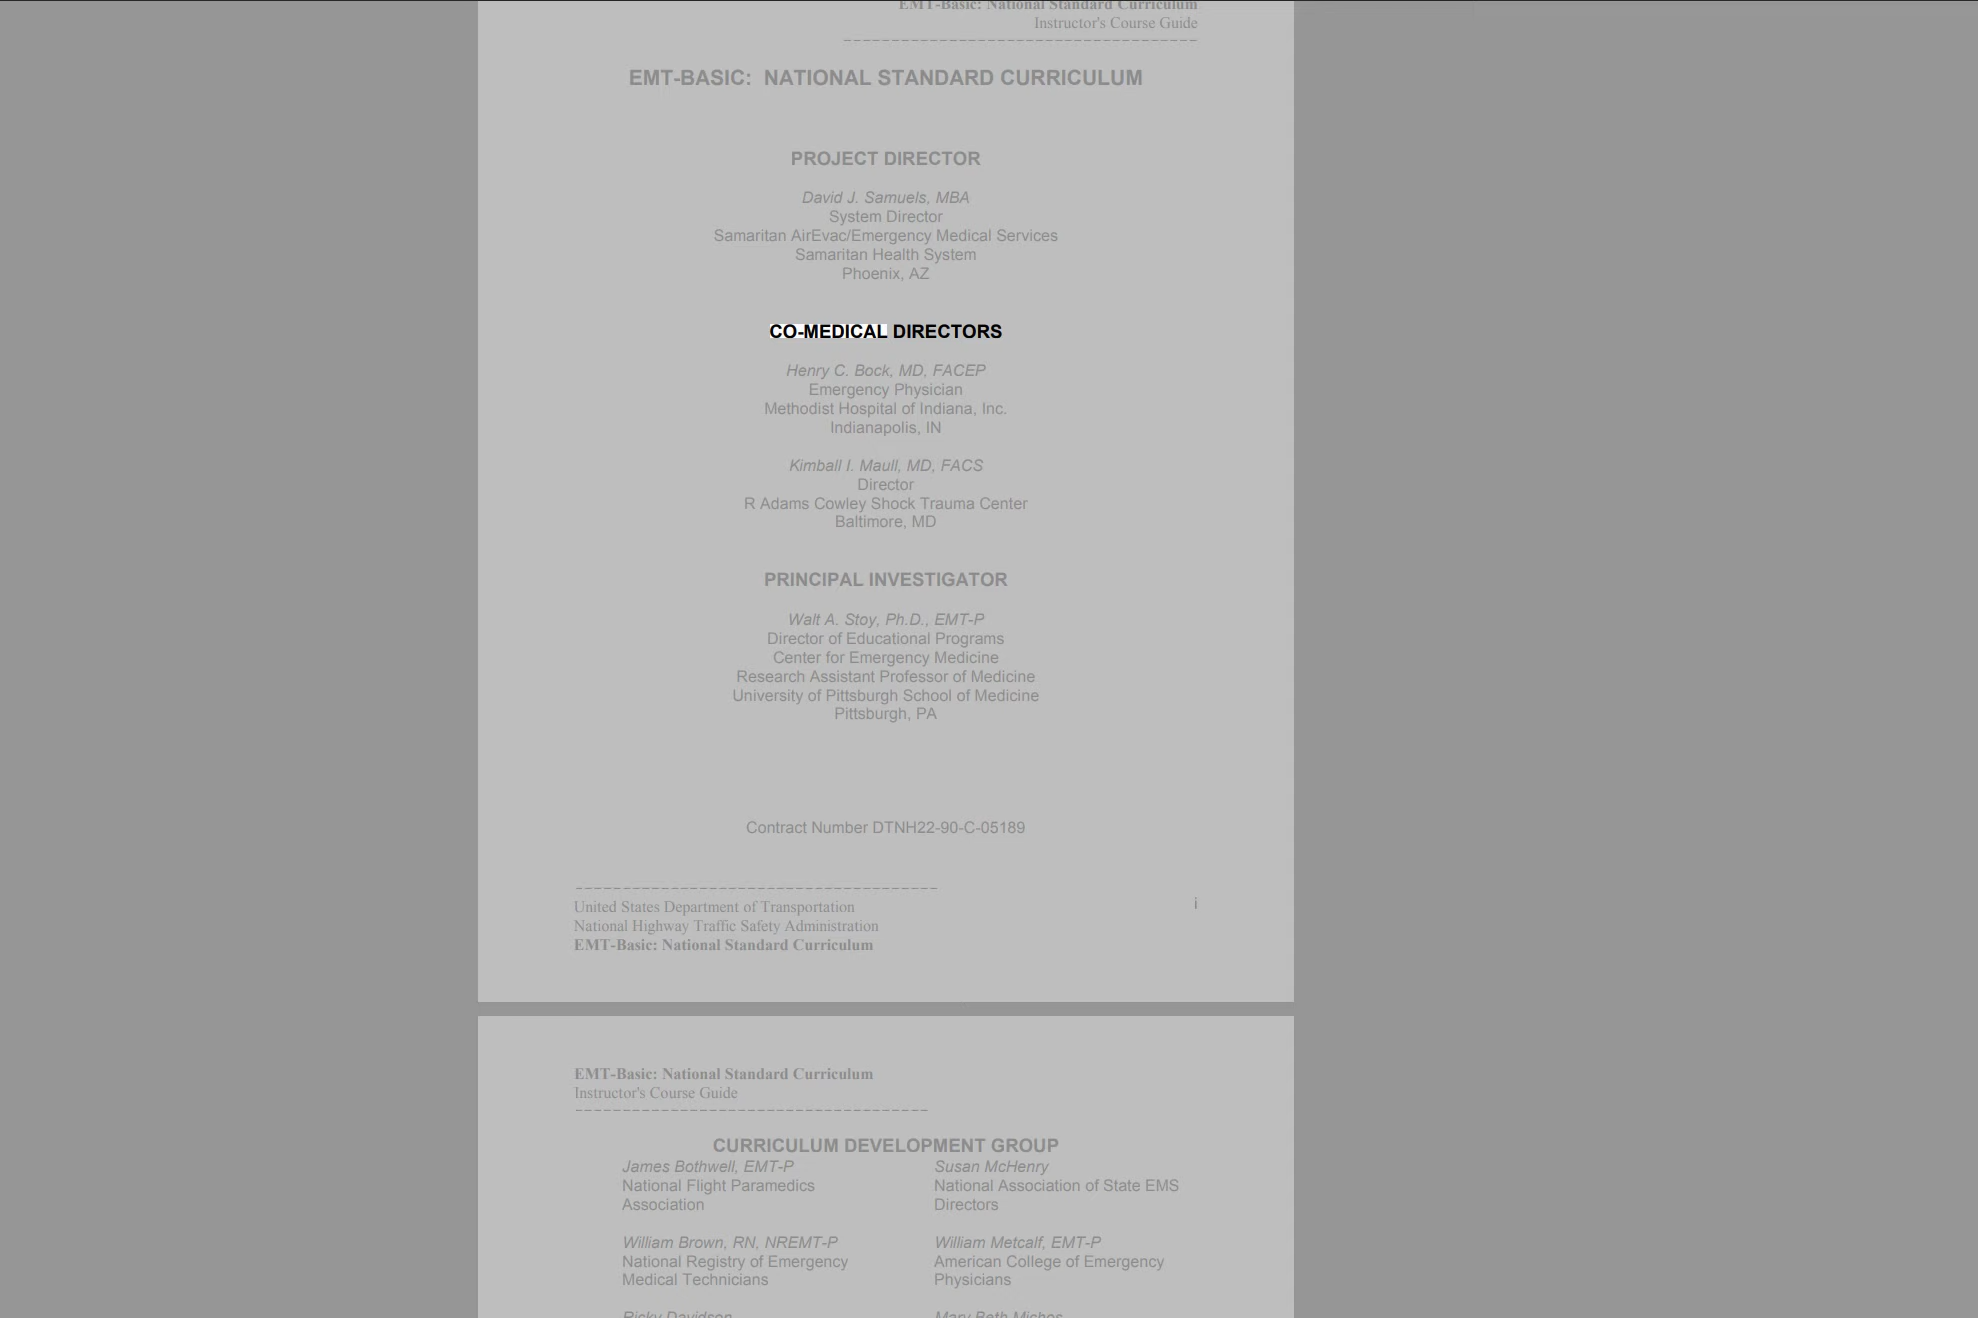 EMT-Basic: National Standard Curriculum
Instructor's Course Guide
EMT-BASIC: NATIONAL STANDARD CURRICULUM
PROJECT DIRECTOR
David J. Samuels, MBA
System Director
Samaritan AirEvac/Emergency Medical Services
Samaritan Health System
Phoenix, AZ
CO-MEDICAL DIRECTORS
Henry C. Bock, MD, FACEP
Emergency Physician
Methodist Hospital of Indiana, Inc.
Indianapolis, IN
Kimball I. Maull, MD, FACS
Director
R Adams Cowley Shock Trauma Center
Baltimore, MD
PRINCIPAL INVESTIGATOR
Walt A. Stoy, Ph.D., EMT-P
Director of Educational Programs
Center for Emergency Medicine
Research Assistant Professor of Medicine
University of Pittsburgh School of Medicine
Pittsburgh, PA
Contract Number DTNH22-90-C-05189
United States Department of Transportation
National Highway Traffic Safety Administration
EMT-Basic: National Standard Curriculum
i
EMT-Basic: National Standard Curriculum
Instructor's Course Guide
CURRICULUM DEVELOPMENT GROUP
James Bothwell, EMT-P
National Flight Paramedics
Association
William Brown, RN, NREMT-P
National Registry of Emergency
Medical Technicians
Ricky Davidson
Susan McHenry
National Association of State EMS
Directors
William Metcalf, EMT-P
American College of Emergency
Physicians
Mary Beth Michos